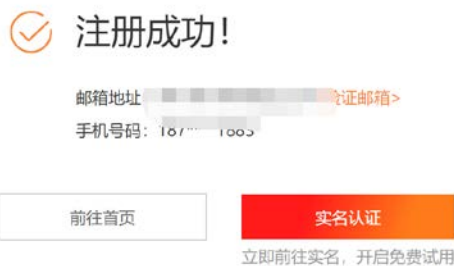 注册成功!
邮箱地址 证邮箱>
手机号码: 187
前往首页
实名认证
立即前往实名，开启免费试用